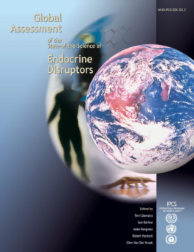 Global
Assessment
of the
State-of-the-Science of
Endocrine
Disruptors
IPCS
Edited by
Terri Damstra
Sue Barlow
Aake Bergman
Robert Kavlock
Glen Van Der Kraak